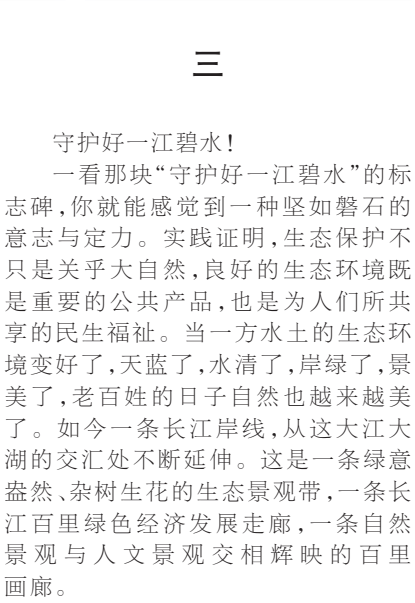 三
守护好一江碧水！
一看那块“守护好一江碧水”的标
志碑，你就能感觉到一种坚如磐石的
意志与定力。实践证明，生态保护不
只是关乎大自然，良好的生态环境既
是重要的公共产品，也是为人们所共
享的民生福祉。当一方水土的生态环
境变好了，天蓝了，水清了，岸绿了，景
美了，老百姓的日子自然也越来越美
了。如今一条长江岸线，从这大江大
湖的交汇处不断延伸。这是一条绿意
盎然、杂树生花的生态景观带，一条长
江百里绿色经济发展走廊，一条自然
景观与人文景观交相辉映的百里
画廊。